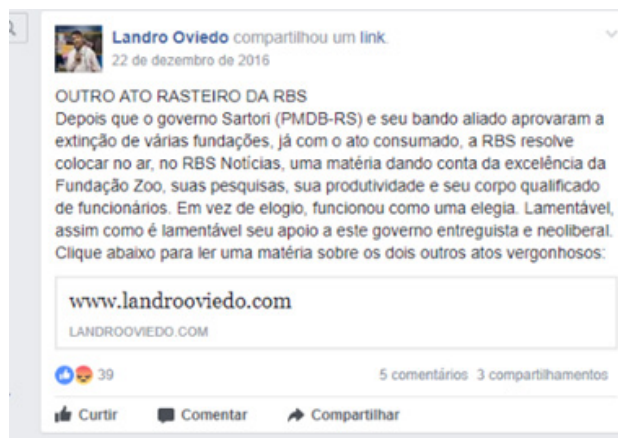 Landro Oviedo compartilhou um link.
22 de dezembro de 2016
OUTRO ATO RASTEIRO DA RBS
Depois que o governo Sartori (PMDB-RS) e seu bando aliado aprovaram a
extinção de várias fundações, já com o ato consumado, a RBS resolve
colocar no ar, no RBS Notícias, uma matéria dando conta da excelência da
Fundação Zoo, suas pesquisas, sua produtividade e seu corpo qualificado
de funcionários. Em vez de elogio, funcionou como uma elegia. Lamentável,
assim como é lamentável seu apoio a este governo entreguista e neoliberal.
Clique abaixo para ler uma matéria sobre os dois outros atos vergonhosos:
www.landrooviedo.com
LANDROOVIEDO.COM
39 5 comentários 3 compartilhamentos
Curtir Comentar Compartilhar